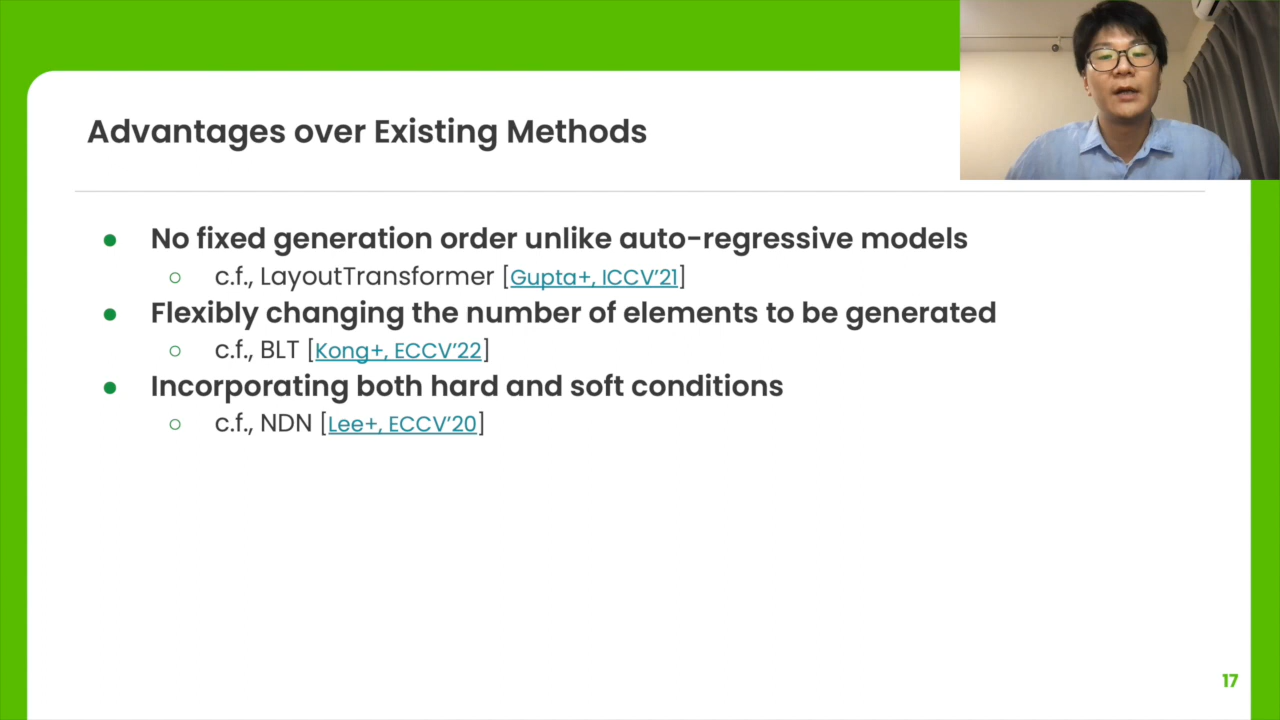 Advantages over Existing Methods
● No fixed generation order unlike auto-regressive models
○ c.f., LayoutTransformer [Gupta+, ICCV'21]
● Flexibly changing the number of elements to be generated
○ c.f., BLT [Kong+, ECCV'22]
● Incorporating both hard and soft conditions
○ c.f., NDN [Lee+, ECCV'20]
17